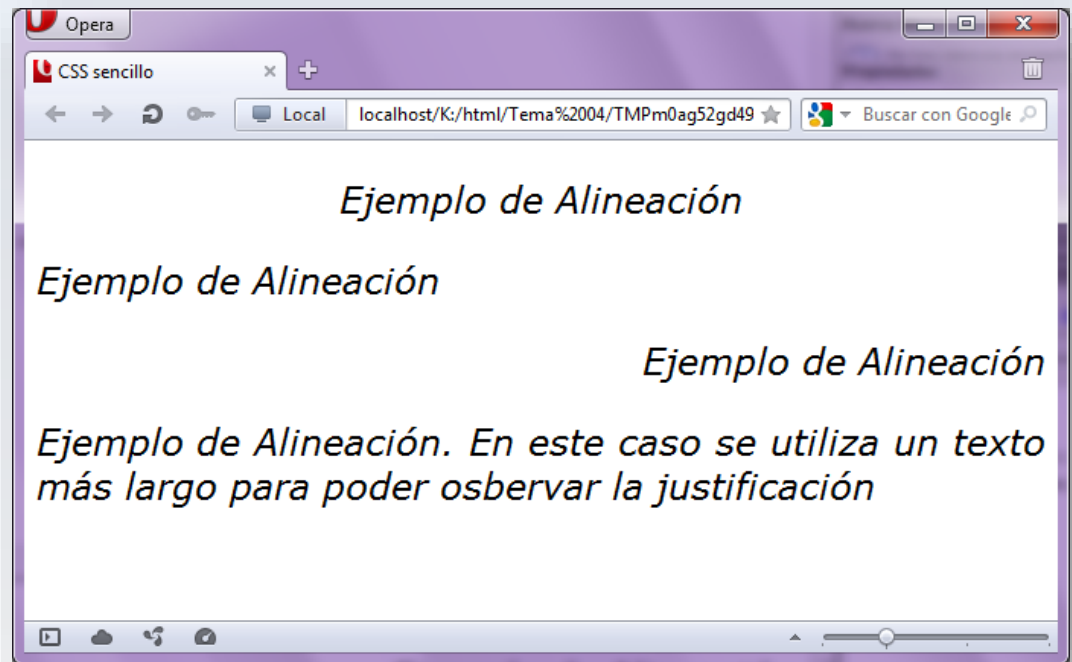 Opera
CSS sencillo
Local localhost/K:/html/Tema%2004/TMPm0ag52gd49 Buscar con Google
Ejemplo de Alineación
Ejemplo de Alineación
Ejemplo de Alineación
Ejemplo de Alineación. En este caso se utiliza un texto
más largo para poder osbervar la justificación